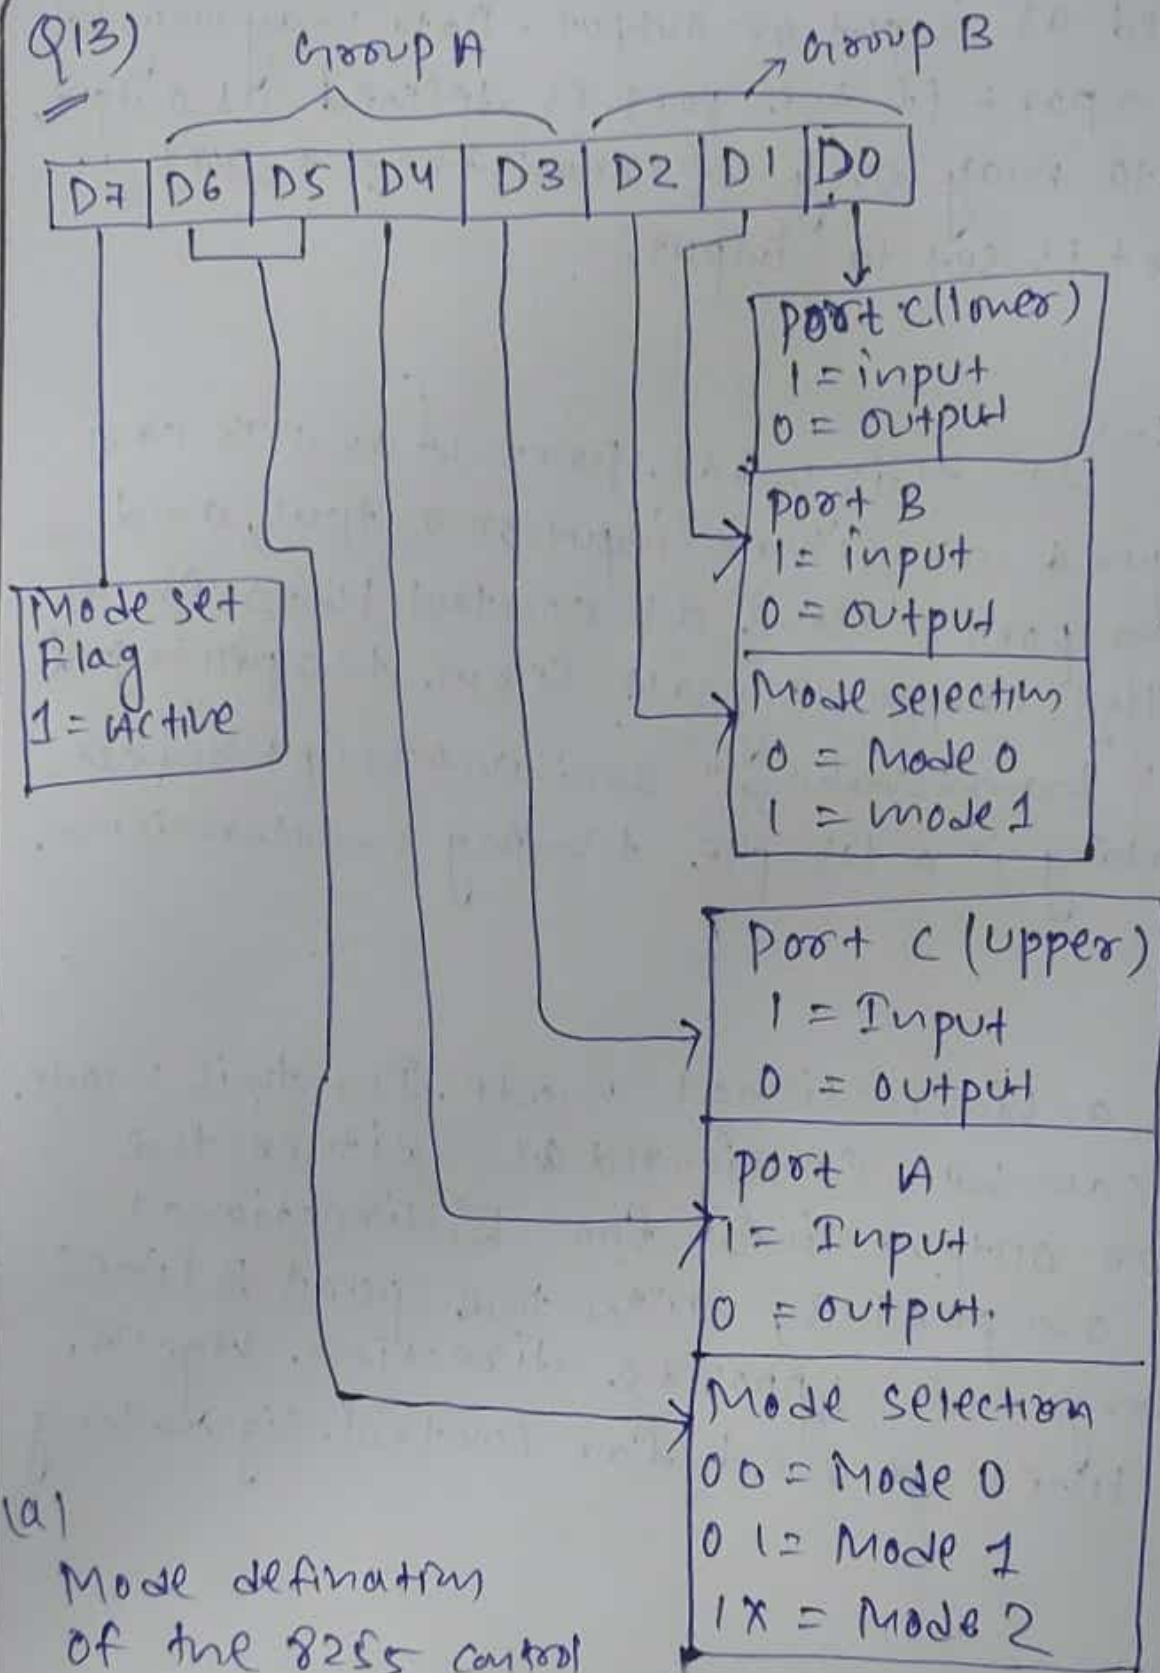 Q13)
Group A
Group B
D7 D6 D5 D4 D3 D2 D1 D0
Port C (lower)
1 = input
0 = output
port B
1 = input
0 = output
Mode selection
0 = Mode 0
1 = mode 1
Mode set
Flag
1 = Active
Port C (Upper)
1 = Input
0 = output
port A
1 = Input
0 = output.
Mode selection
00 = Mode 0
01 = Mode 1
1X = Mode 2
(a)
Mode defination
of the 8255 control